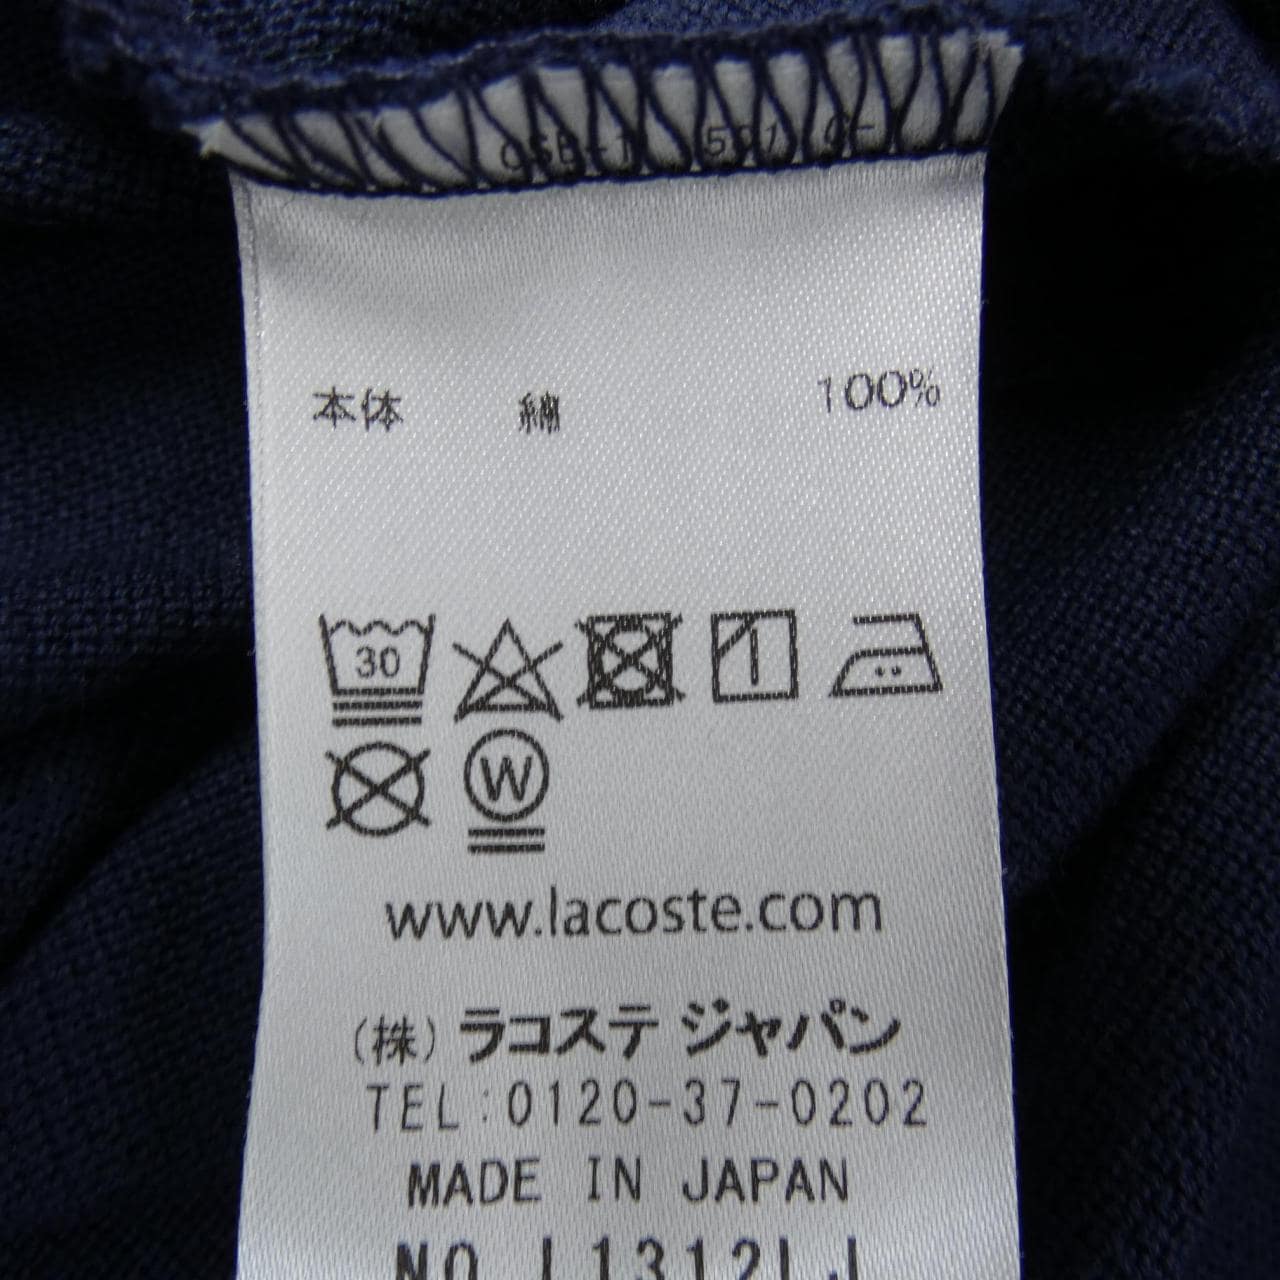 本体 綿 100%
30
W
www.lacoste.com
(株) ラコステ ジャパン
TEL:0120-37-0202
MADE IN JAPAN